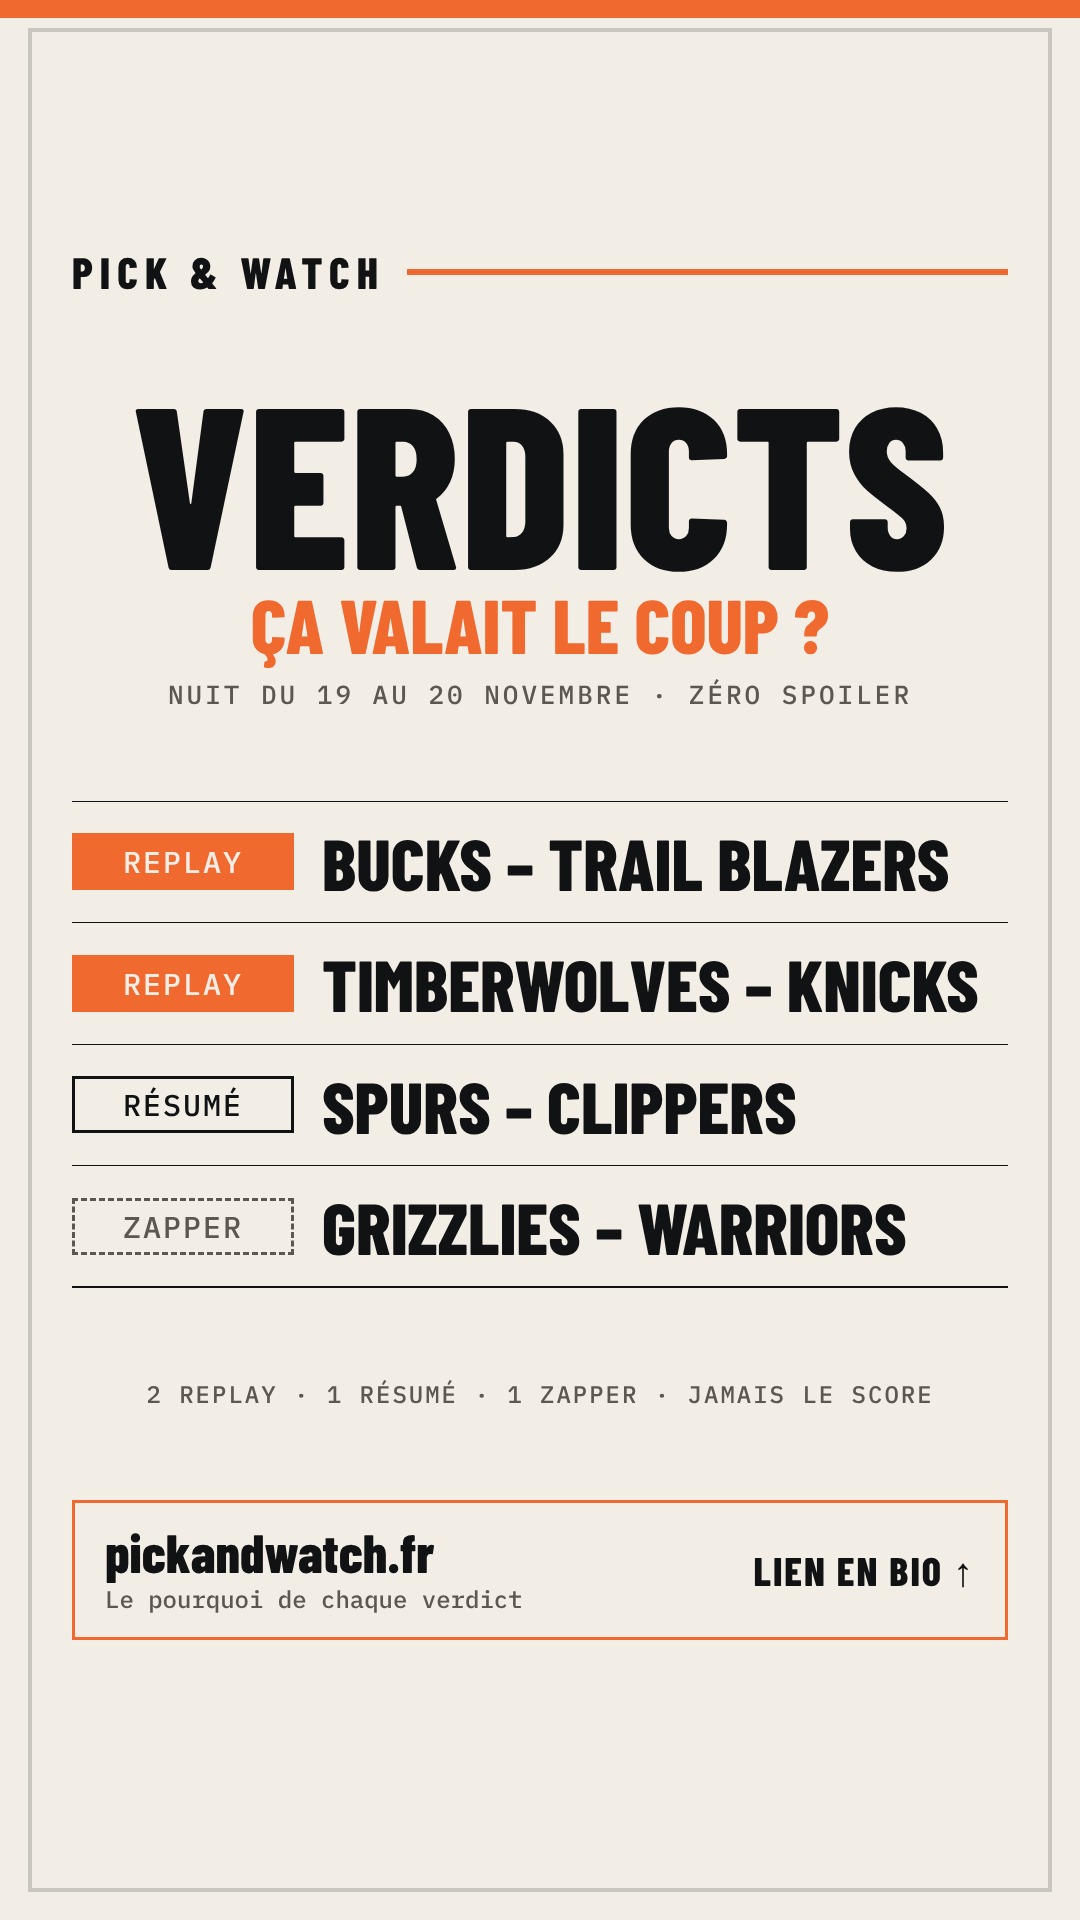 PICK & WATCH
VERDICTS
ÇA VALAIT LE COUP ?
NUIT DU 19 AU 20 NOVEMBRE · ZÉRO SPOILER
REPLAY BUCKS – TRAIL BLAZERS
REPLAY TIMBERWOLVES – KNICKS
RÉSUMÉ SPURS – CLIPPERS
ZAPPER GRIZZLIES – WARRIORS
2 REPLAY · 1 RÉSUMÉ · 1 ZAPPER · JAMAIS LE SCORE
pickandwatch.fr
Le pourquoi de chaque verdict
LIEN EN BIO ↑